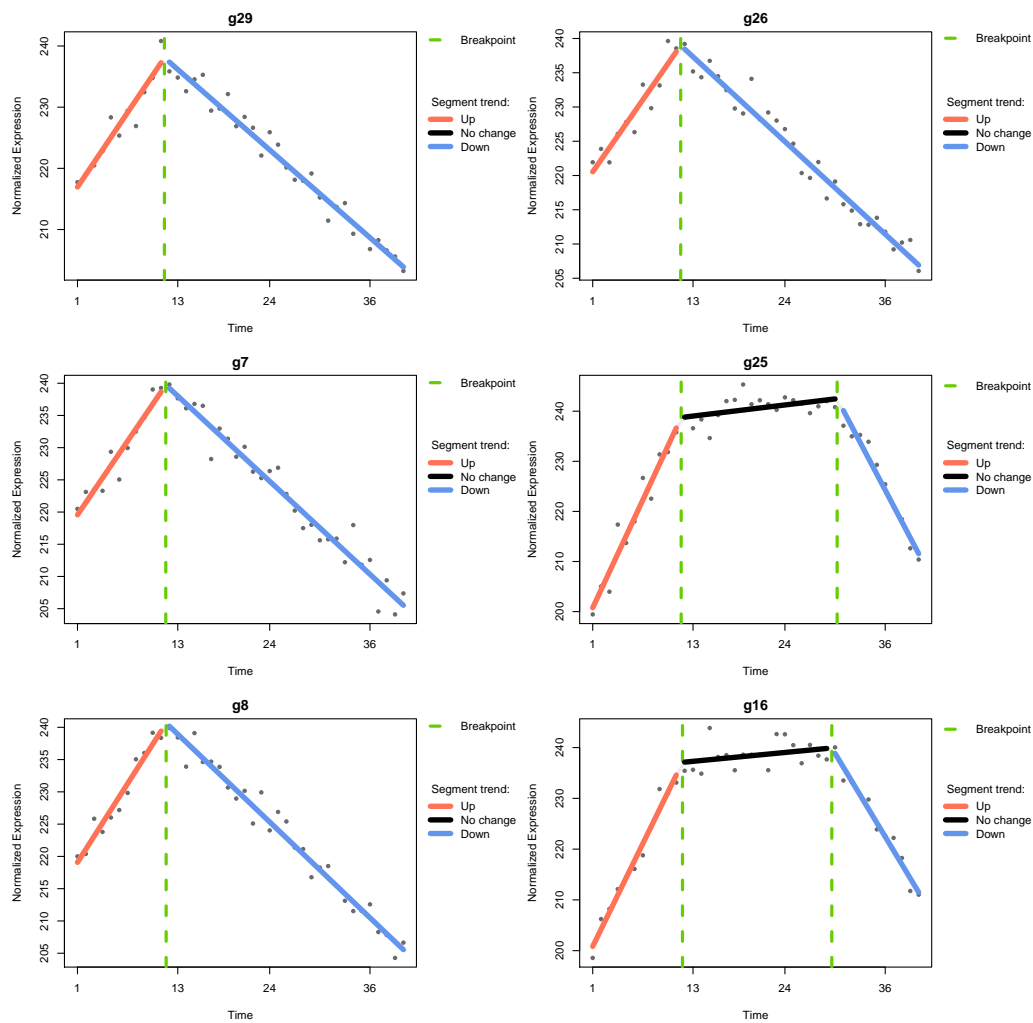 g29
Normalized Expression
240
230
220
210
1 13 24 36
Time
Breakpoint
Segment trend:
Up
No change
Down
g26
Normalized Expression
240
235
230
225
220
215
210
205
1 13 24 36
Time
Breakpoint
Segment trend:
Up
No change
Down
g7
Normalized Expression
240
235
230
225
220
215
210
205
1 13 24 36
Time
Breakpoint
Segment trend:
Up
No change
Down
g25
Normalized Expression
240
230
220
210
200
1 13 24 36
Time
Breakpoint
Segment trend:
Up
No change
Down
g8
Normalized Expression
240
235
230
225
220
215
210
205
1 13 24 36
Time
Breakpoint
Segment trend:
Up
No change
Down
g16
Normalized Expression
240
230
220
210
200
1 13 24 36
Time
Breakpoint
Segment trend:
Up
No change
Down